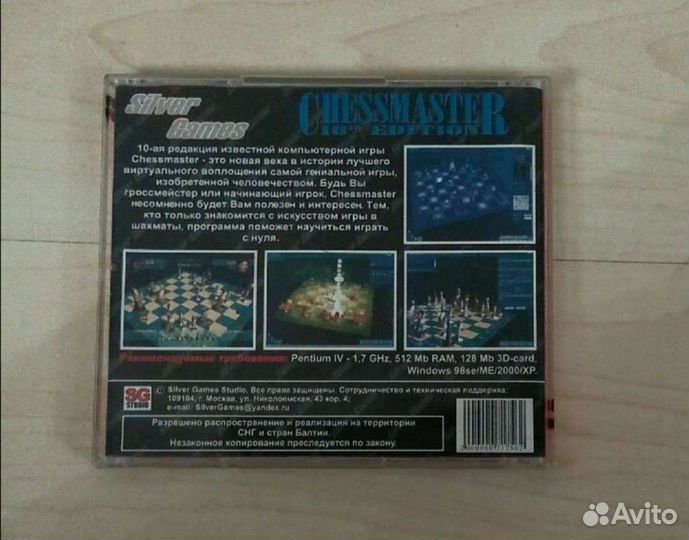 Silver
Games
CHESSMASTER
10TH EDITION
10-ая редакция известной компьютерной игры
Chessmaster - это новая веха в истории лучшего
виртуального воплощения самой гениальной игры,
изобретенной человечеством. Будь Вы
гроссмейстер или начинающий игрок, Chessmaster
несомненно будет Вам полезен и интересен. Тем,
кто только знакомится с искусством игры в
шахматы, программа поможет научиться играть
с нуля.
Рекомендуемые требования: Pentium IV - 1,7 GHz, 512 Mb RAM, 128 Mb 3D-card,
Windows 98se/ME/2000/XP.
SG
STUDIO
© Silver Games Studio. Все права защищены. Сотрудничество и техническая поддержка:
109104, г. Москва, ул. Николоямская, 43 кор. 4;
e-mail: SilverGames@yandex.ru
Разрешено распространение и реализация на территории
СНГ и стран Балтии.
Незаконное копирование преследуется по закону.
Avito